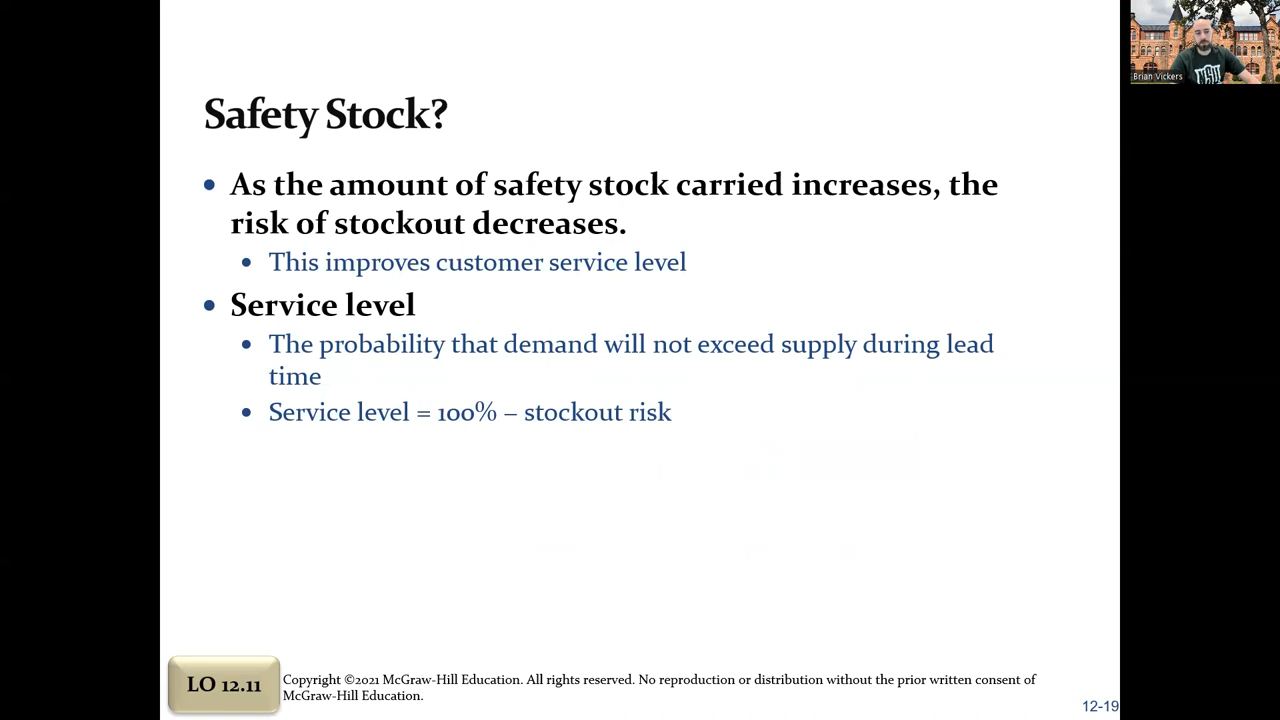 Safety Stock?
As the amount of safety stock carried increases, the
risk of stockout decreases.
This improves customer service level
Service level
The probability that demand will not exceed supply during lead
time
Service level = 100% – stockout risk
LO 12.11
Copyright ©2021 McGraw-Hill Education. All rights reserved. No reproduction or distribution without the prior written consent of
McGraw-Hill Education.
12-19
Brian Vickers